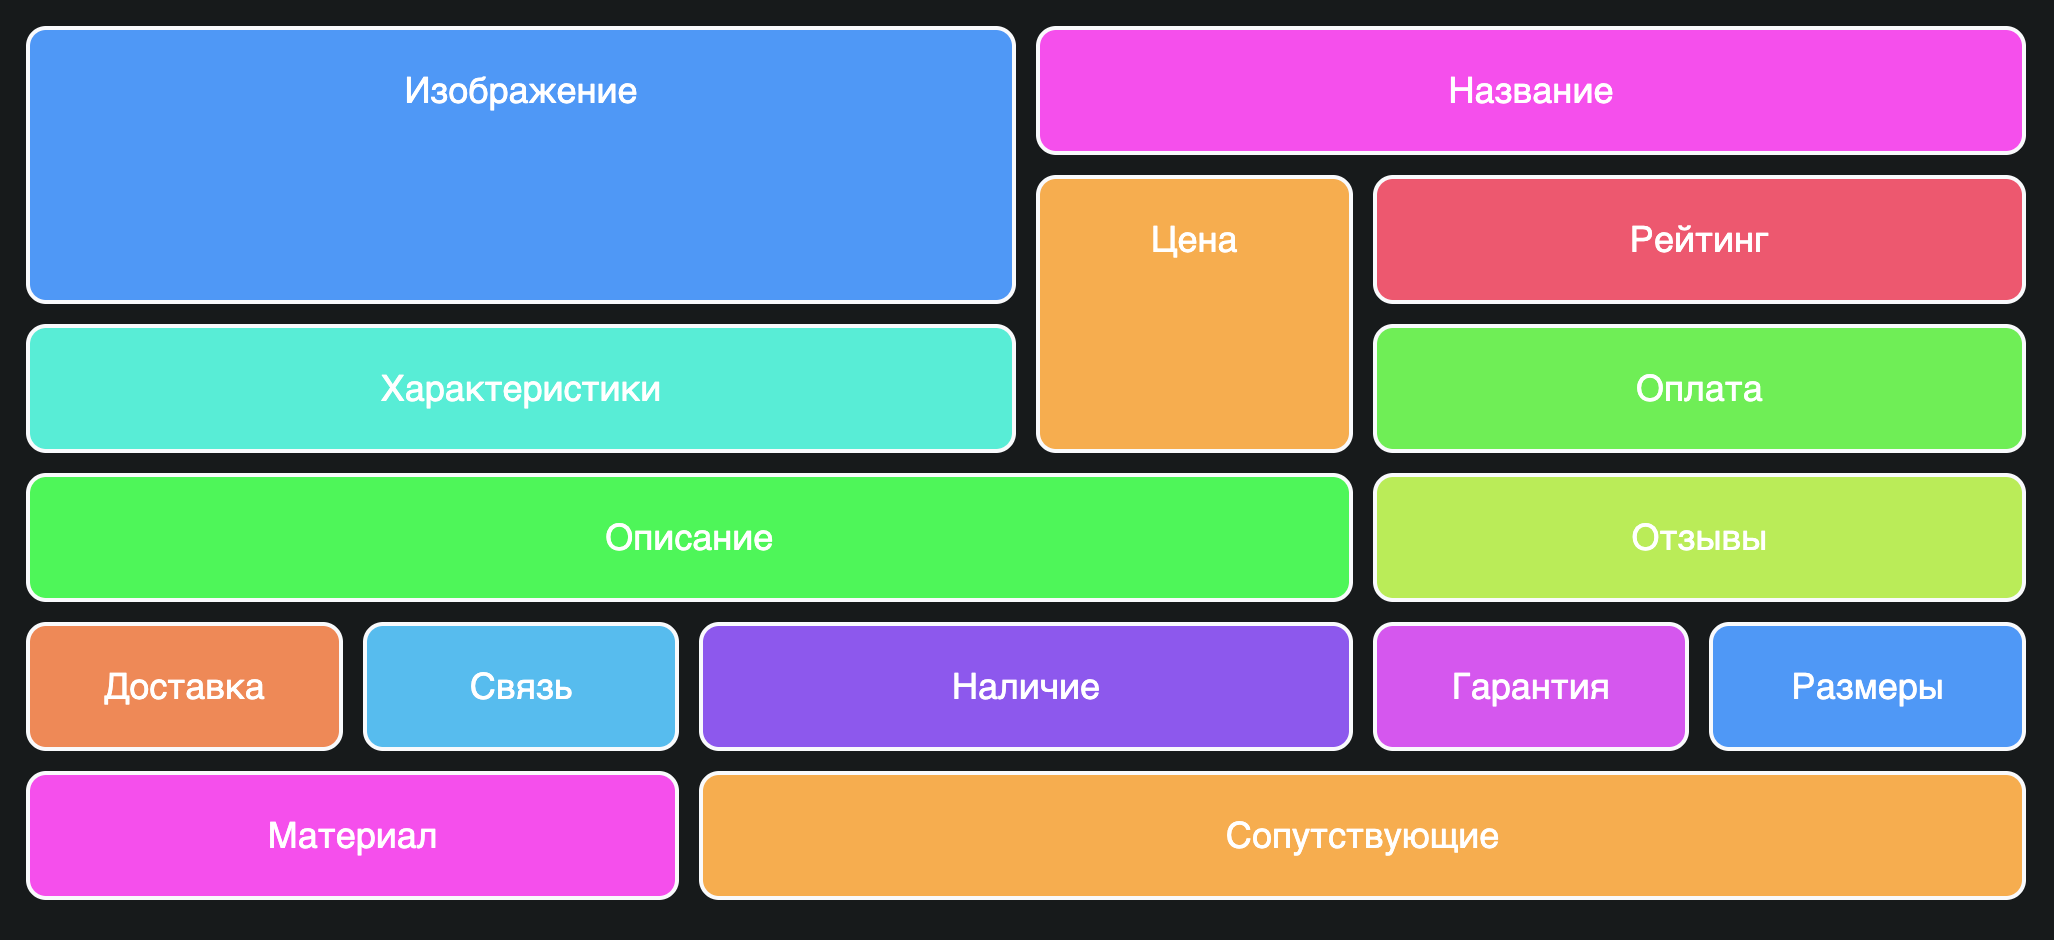 Изображение
Название
Цена
Рейтинг
Характеристики
Оплата
Описание
Отзывы
Доставка
Связь
Наличие
Гарантия
Размеры
Материал
Сопутствующие